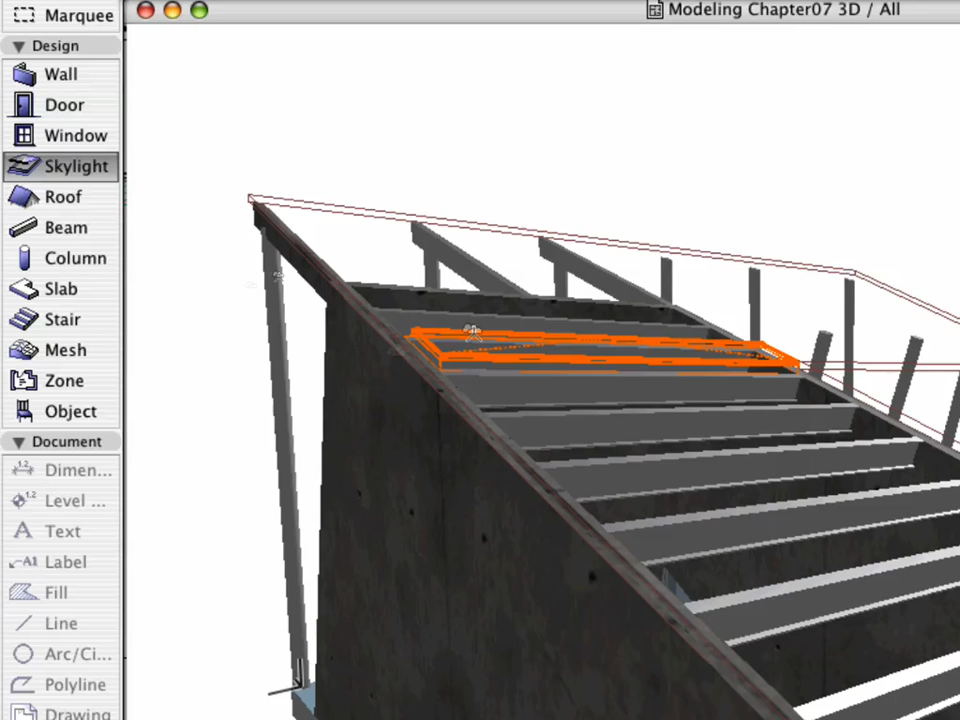 Marquee
Modeling Chapter07 3D / All
Design
Wall
Door
Window
Skylight
Roof
Beam
Column
Slab
Stair
Mesh
Zone
Object
Document
Dimen...
Level ...
Text
Label
Fill
Line
Arc/Ci...
Polyline
Drawing